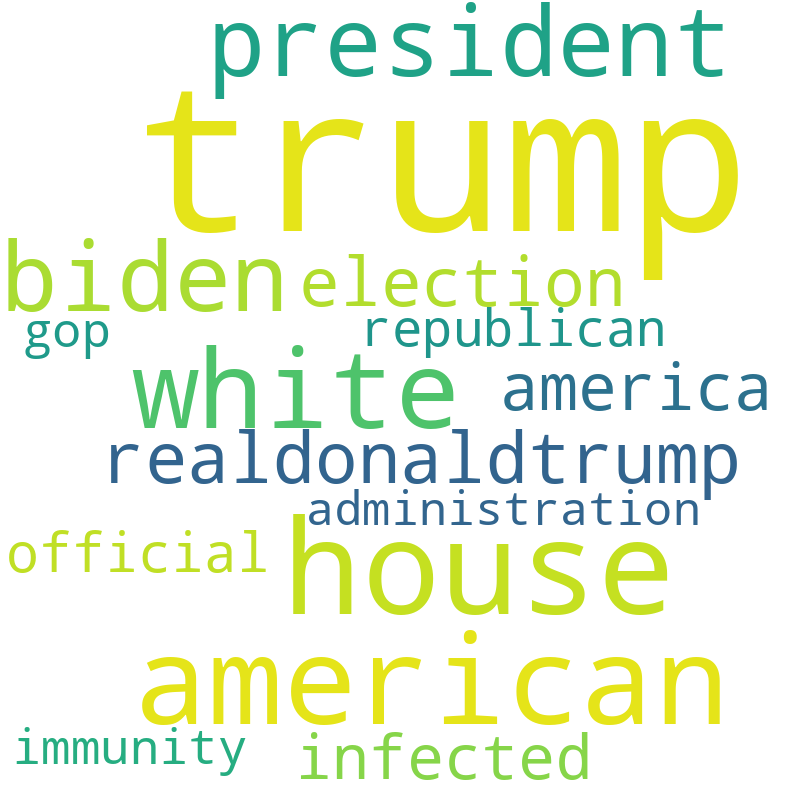 president
trump
biden election
gop republican
white america
realdonaldtrump
administration
official house
american
immunity infected